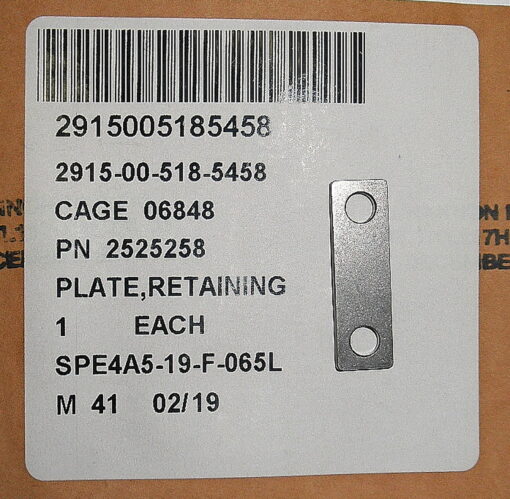 2915005185458
2915-00-518-5458
CAGE 06848
PN 2525258
PLATE,RETAINING
1 EACH
SPE4A5-19-F-065L
M 41 02/19